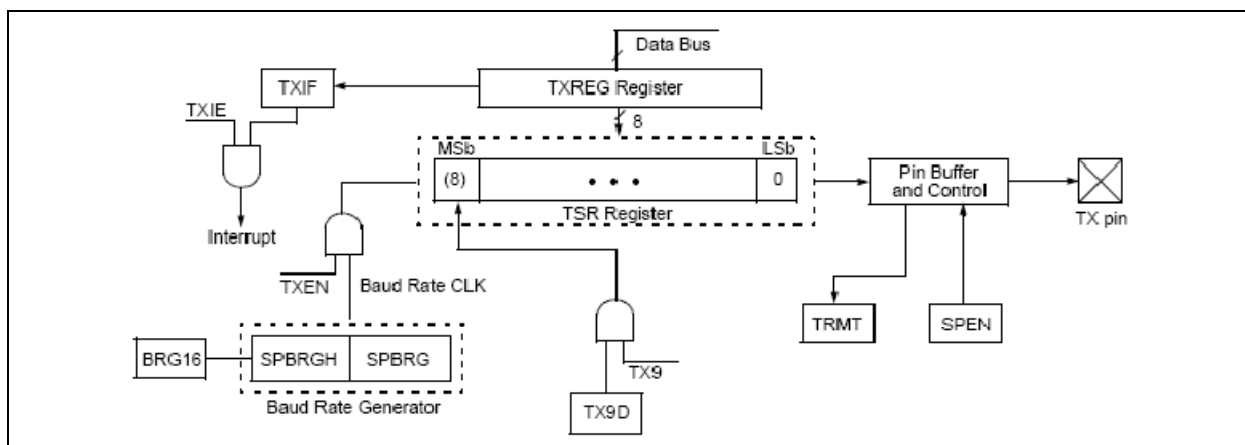 Data Bus
TXIF
TXREG Register
TXIE
8
MSb
LSb
(8)
• • •
0
Pin Buffer
and Control
TSR Register
TX pin
Interrupt
TXEN
Baud Rate CLK
TRMT
SPEN
BRG16
SPBRGH
SPBRG
TX9
Baud Rate Generator
TX9D